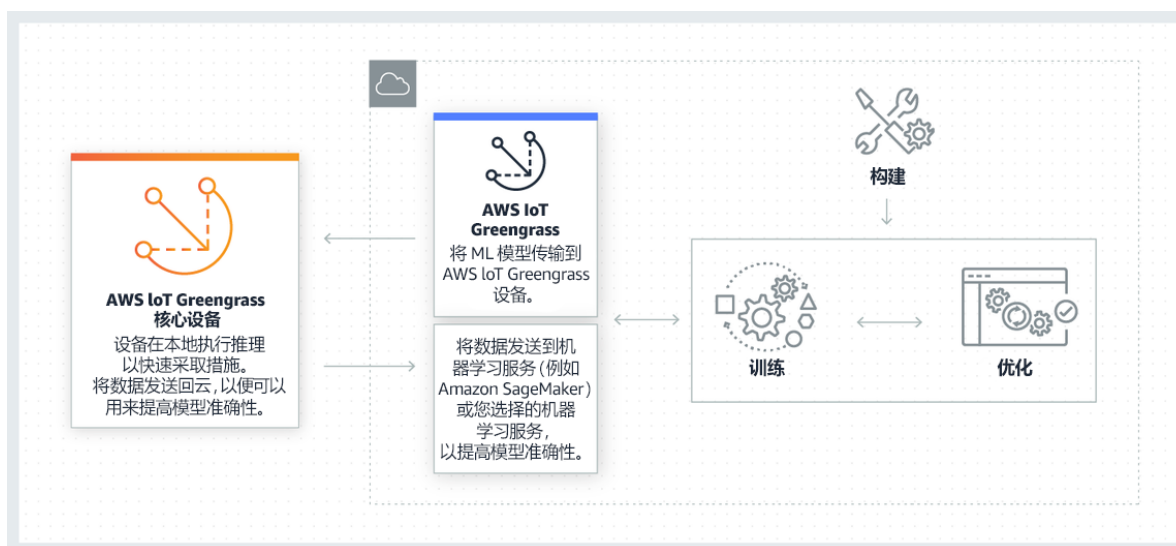 AWS IoT Greengrass
核心设备
设备在本地执行推理
以快速采取措施。
将数据发送回云，以便可以
用来提高模型准确性。
AWS IoT
Greengrass
将 ML 模型传输到
AWS IoT Greengrass
设备。
将数据发送到机
器学习服务（例如
Amazon SageMaker）
或您选择的机器
学习服务，
以提高模型准确性。
构建
训练
优化